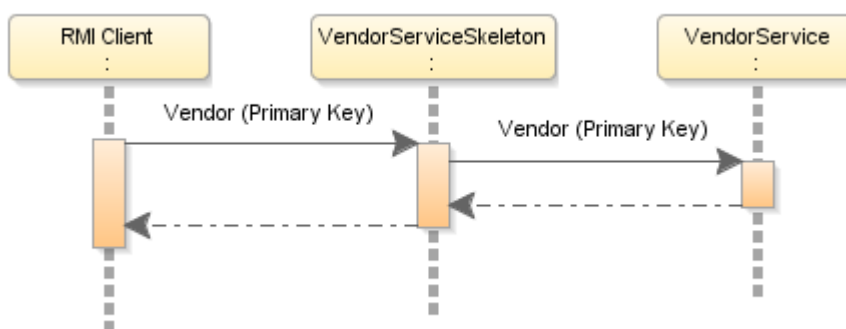 RMI Client
:
VendorServiceSkeleton
:
VendorService
:
Vendor (Primary Key)
Vendor (Primary Key)